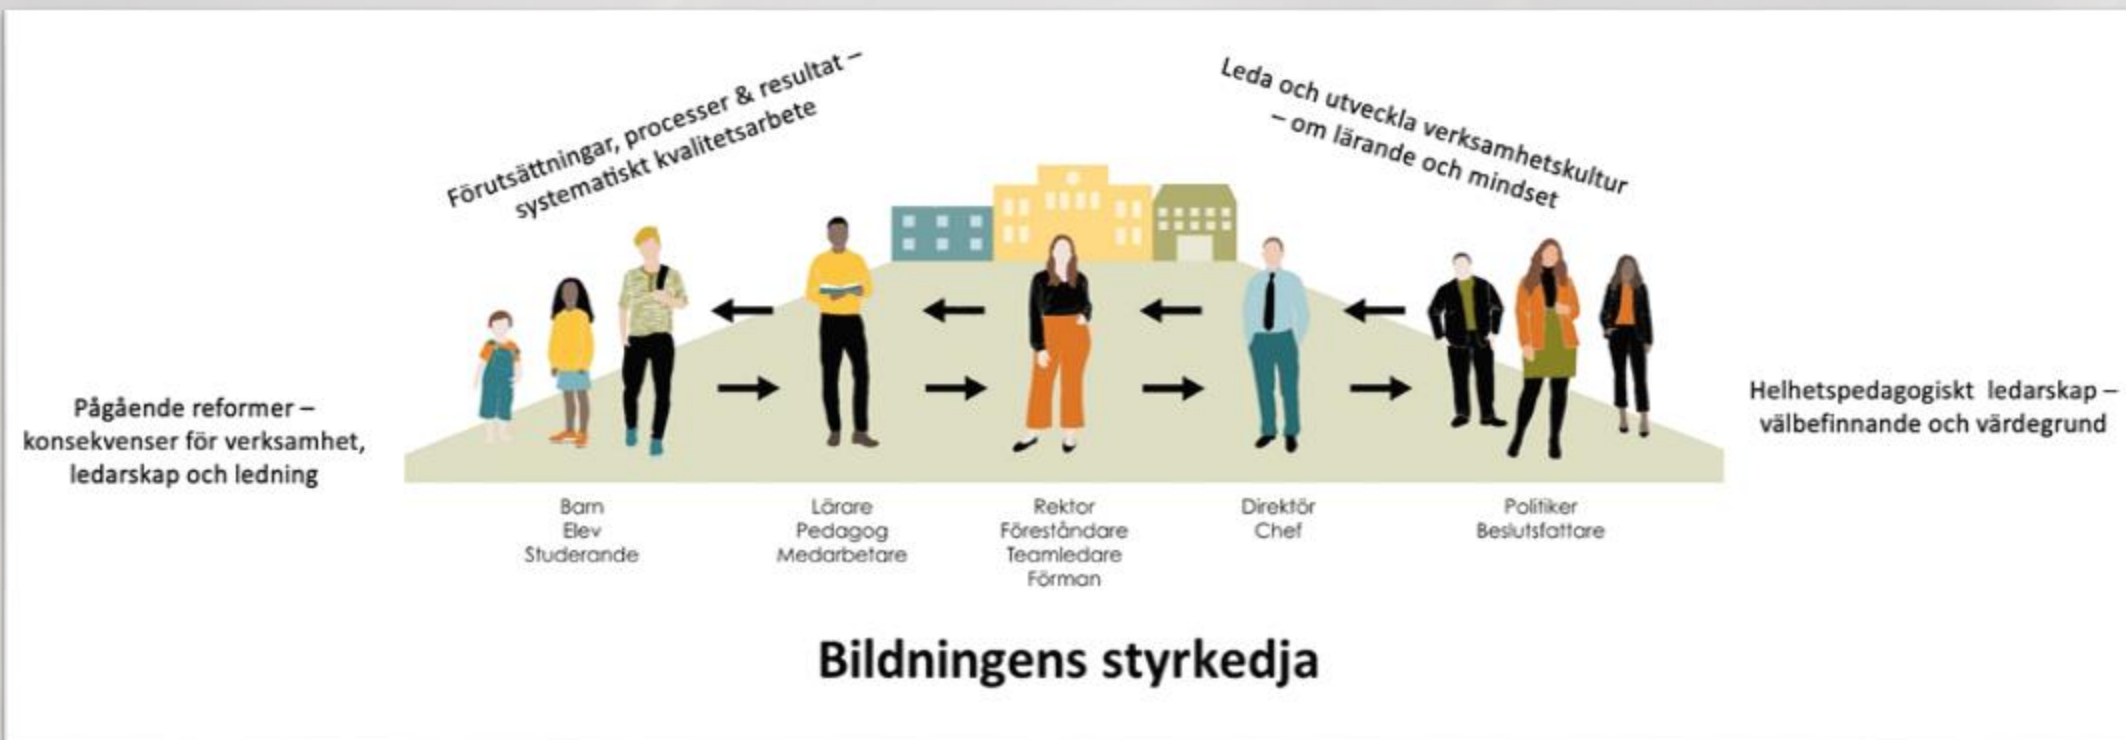 Förutsättningar, processer & resultat –
systematiskt kvalitetsarbete
Leda och utveckla verksamhetskultur
– om lärande och mindset
Pågående reformer –
konsekvenser för verksamhet,
ledarskap och ledning
Helhetspedagogiskt ledarskap –
välbefinnande och värdegrund
Barn
Elev
Studerande
Lärare
Pedagog
Medarbetare
Rektor
Föreståndare
Teamledare
Förman
Direktör
Chef
Politiker
Beslutsfattare
Bildningens styrkedja